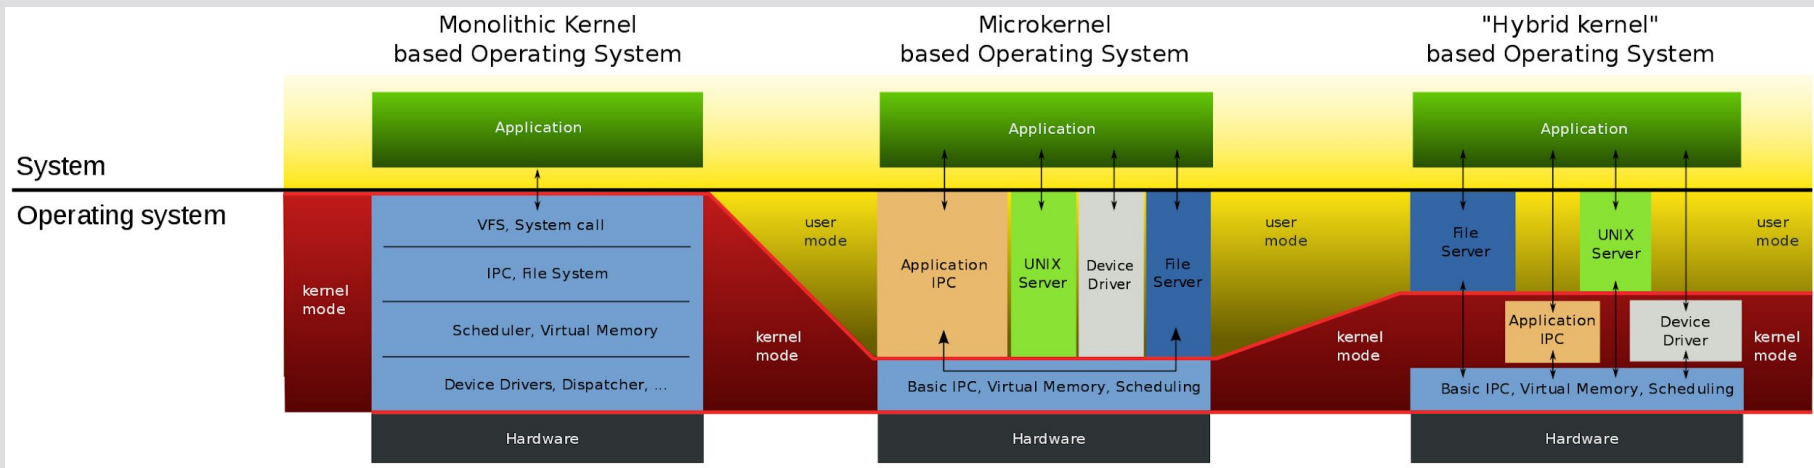 Monolithic Kernel
based Operating System
Microkernel
based Operating System
"Hybrid kernel"
based Operating System
System
Operating system
Application
VFS, System call
IPC, File System
Scheduler, Virtual Memory
Device Drivers, Dispatcher, ...
Hardware
kernel
mode
kernel
mode
user
mode
Application
Application
IPC
UNIX
Server
Device
Driver
File
Server
Basic IPC, Virtual Memory, Scheduling
Hardware
user
mode
kernel
mode
Application
File
Server
UNIX
Server
Application
IPC
Device
Driver
Basic IPC, Virtual Memory, Scheduling
Hardware
user
mode
kernel
mode